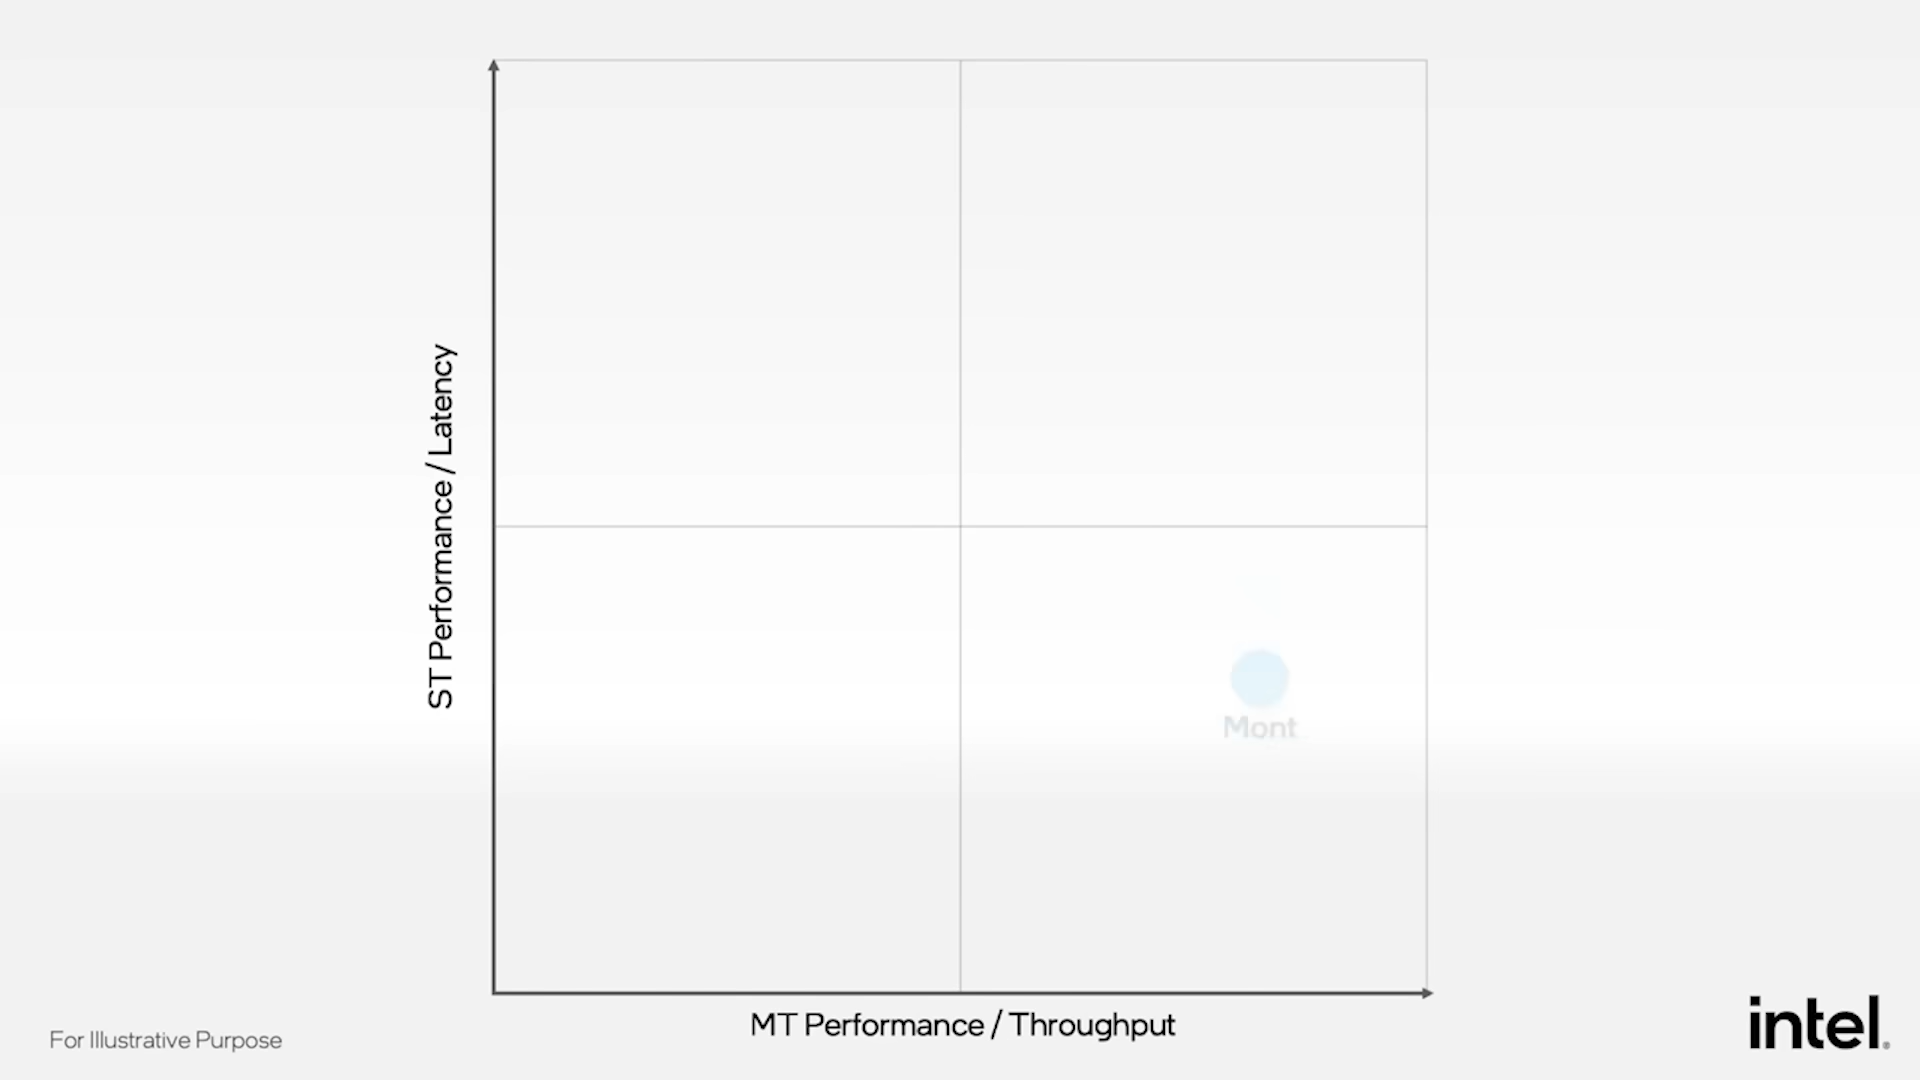 ST Performance / Latency
Mont
MT Performance / Throughput
For Illustrative Purpose
intel.